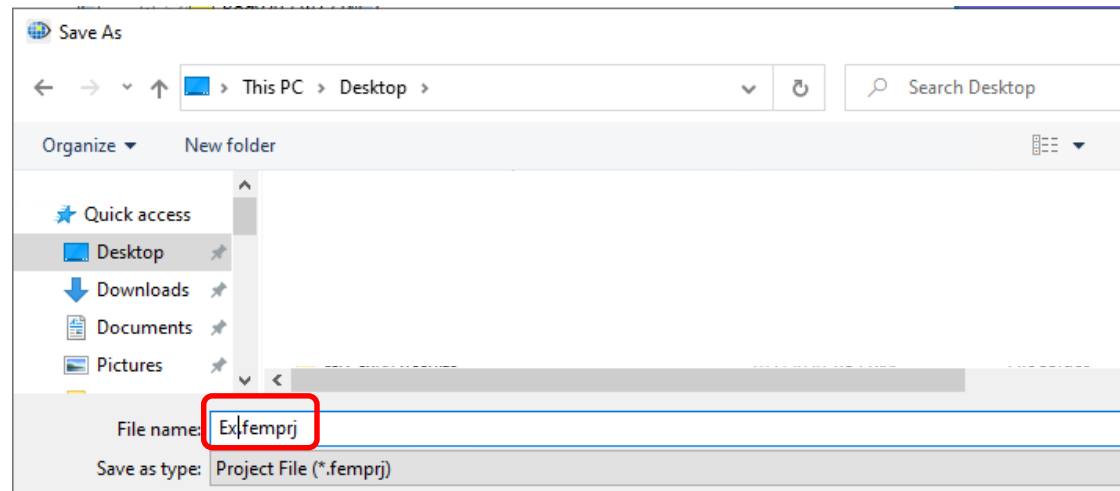 Save As
This PC > Desktop >
Search Desktop
Organize
New folder
Quick access
Desktop
Downloads
Documents
Pictures
File name: Ex.femprj
Save as type: Project File (*.femprj)